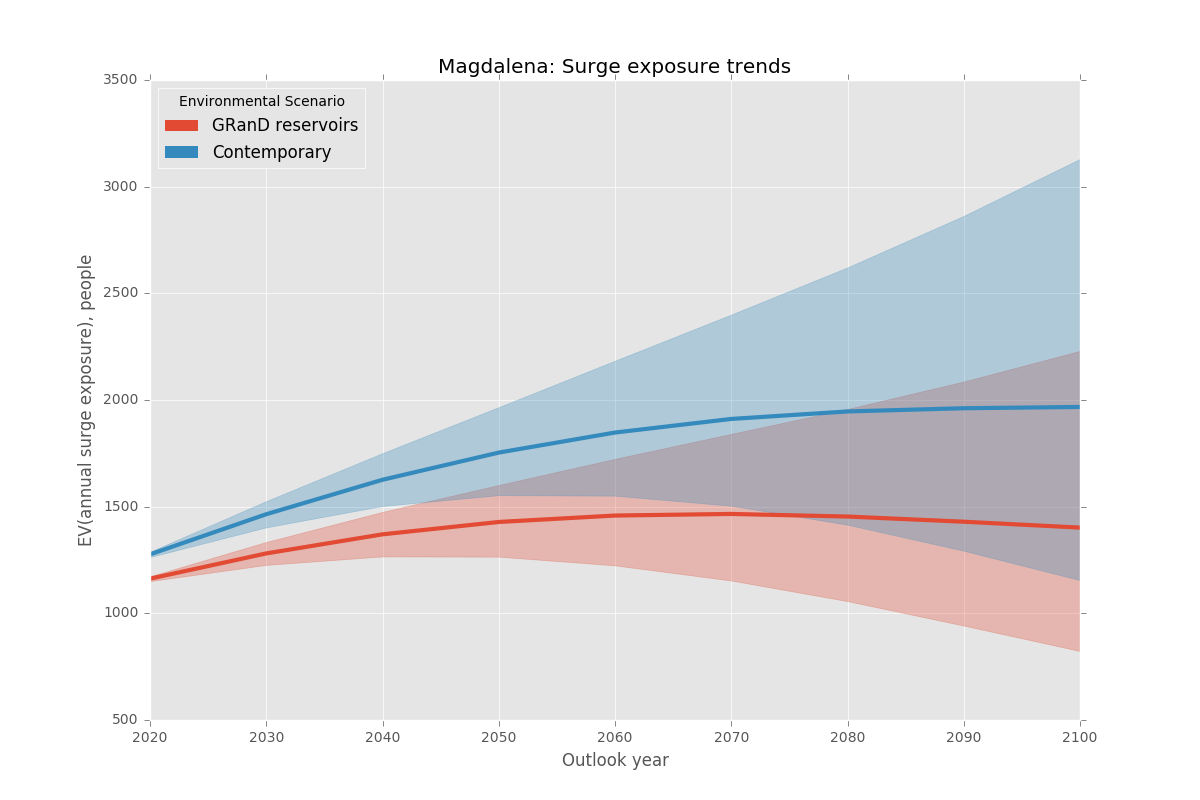 Magdalena: Surge exposure trends
3500
Environmental Scenario
GRanD reservoirs
Contemporary
3000
2500
2000
1500
1000
500
EV(annual surge exposure), people
2020 2030 2040 2050 2060 2070 2080 2090 2100
Outlook year